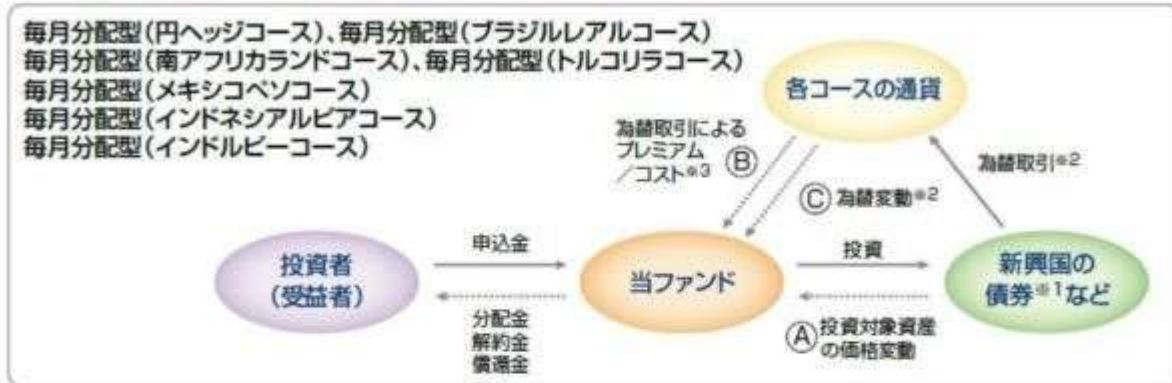 毎月分配型(円ヘッジコース)、毎月分配型(ブラジルレアルコース)
毎月分配型(南アフリカランドコース)、毎月分配型(トルコリラコース)
毎月分配型(メキシコペソコース)
毎月分配型(インドネシアルピアコース)
毎月分配型(インドルピーコース)
各コースの通貨
為替取引による
プレミアム
/コスト※3
Ⓑ
Ⓒ 為替変動※2
為替取引※2
投資者
(受益者)
申込金
分配金
解約金
償還金
当ファンド
投資
Ⓐ 投資対象資産
の価格変動
新興国の
債券※1など